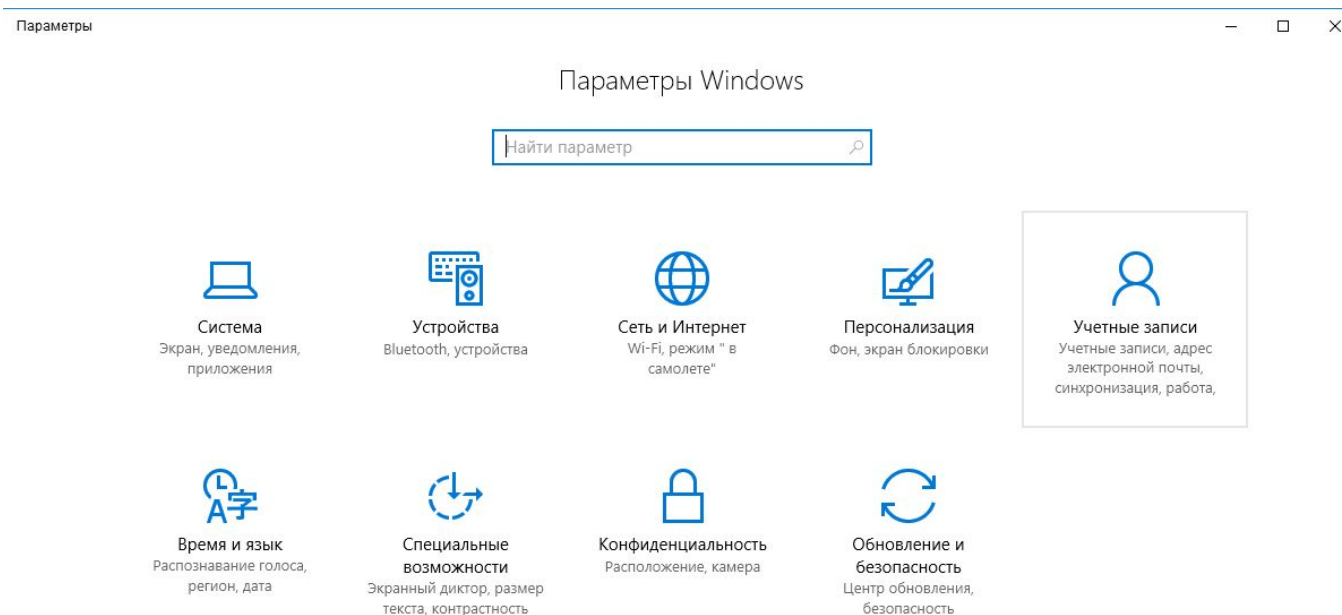 Параметры
Параметры Windows
Найти параметр
Система
Экран, уведомления,
приложения
Устройства
Bluetooth, устройства
Сеть и Интернет
Wi-Fi, режим " в
самолете"
Персонализация
Фон, экран блокировки
Учетные записи
Учетные записи, адрес
электронной почты,
синхронизация, работа,
Время и язык
Распознавание голоса,
регион, дата
Специальные
возможности
Экранный диктор, размер
текста, контрастность
Конфиденциальность
Расположение, камера
Обновление и
безопасность
Центр обновления,
безопасность